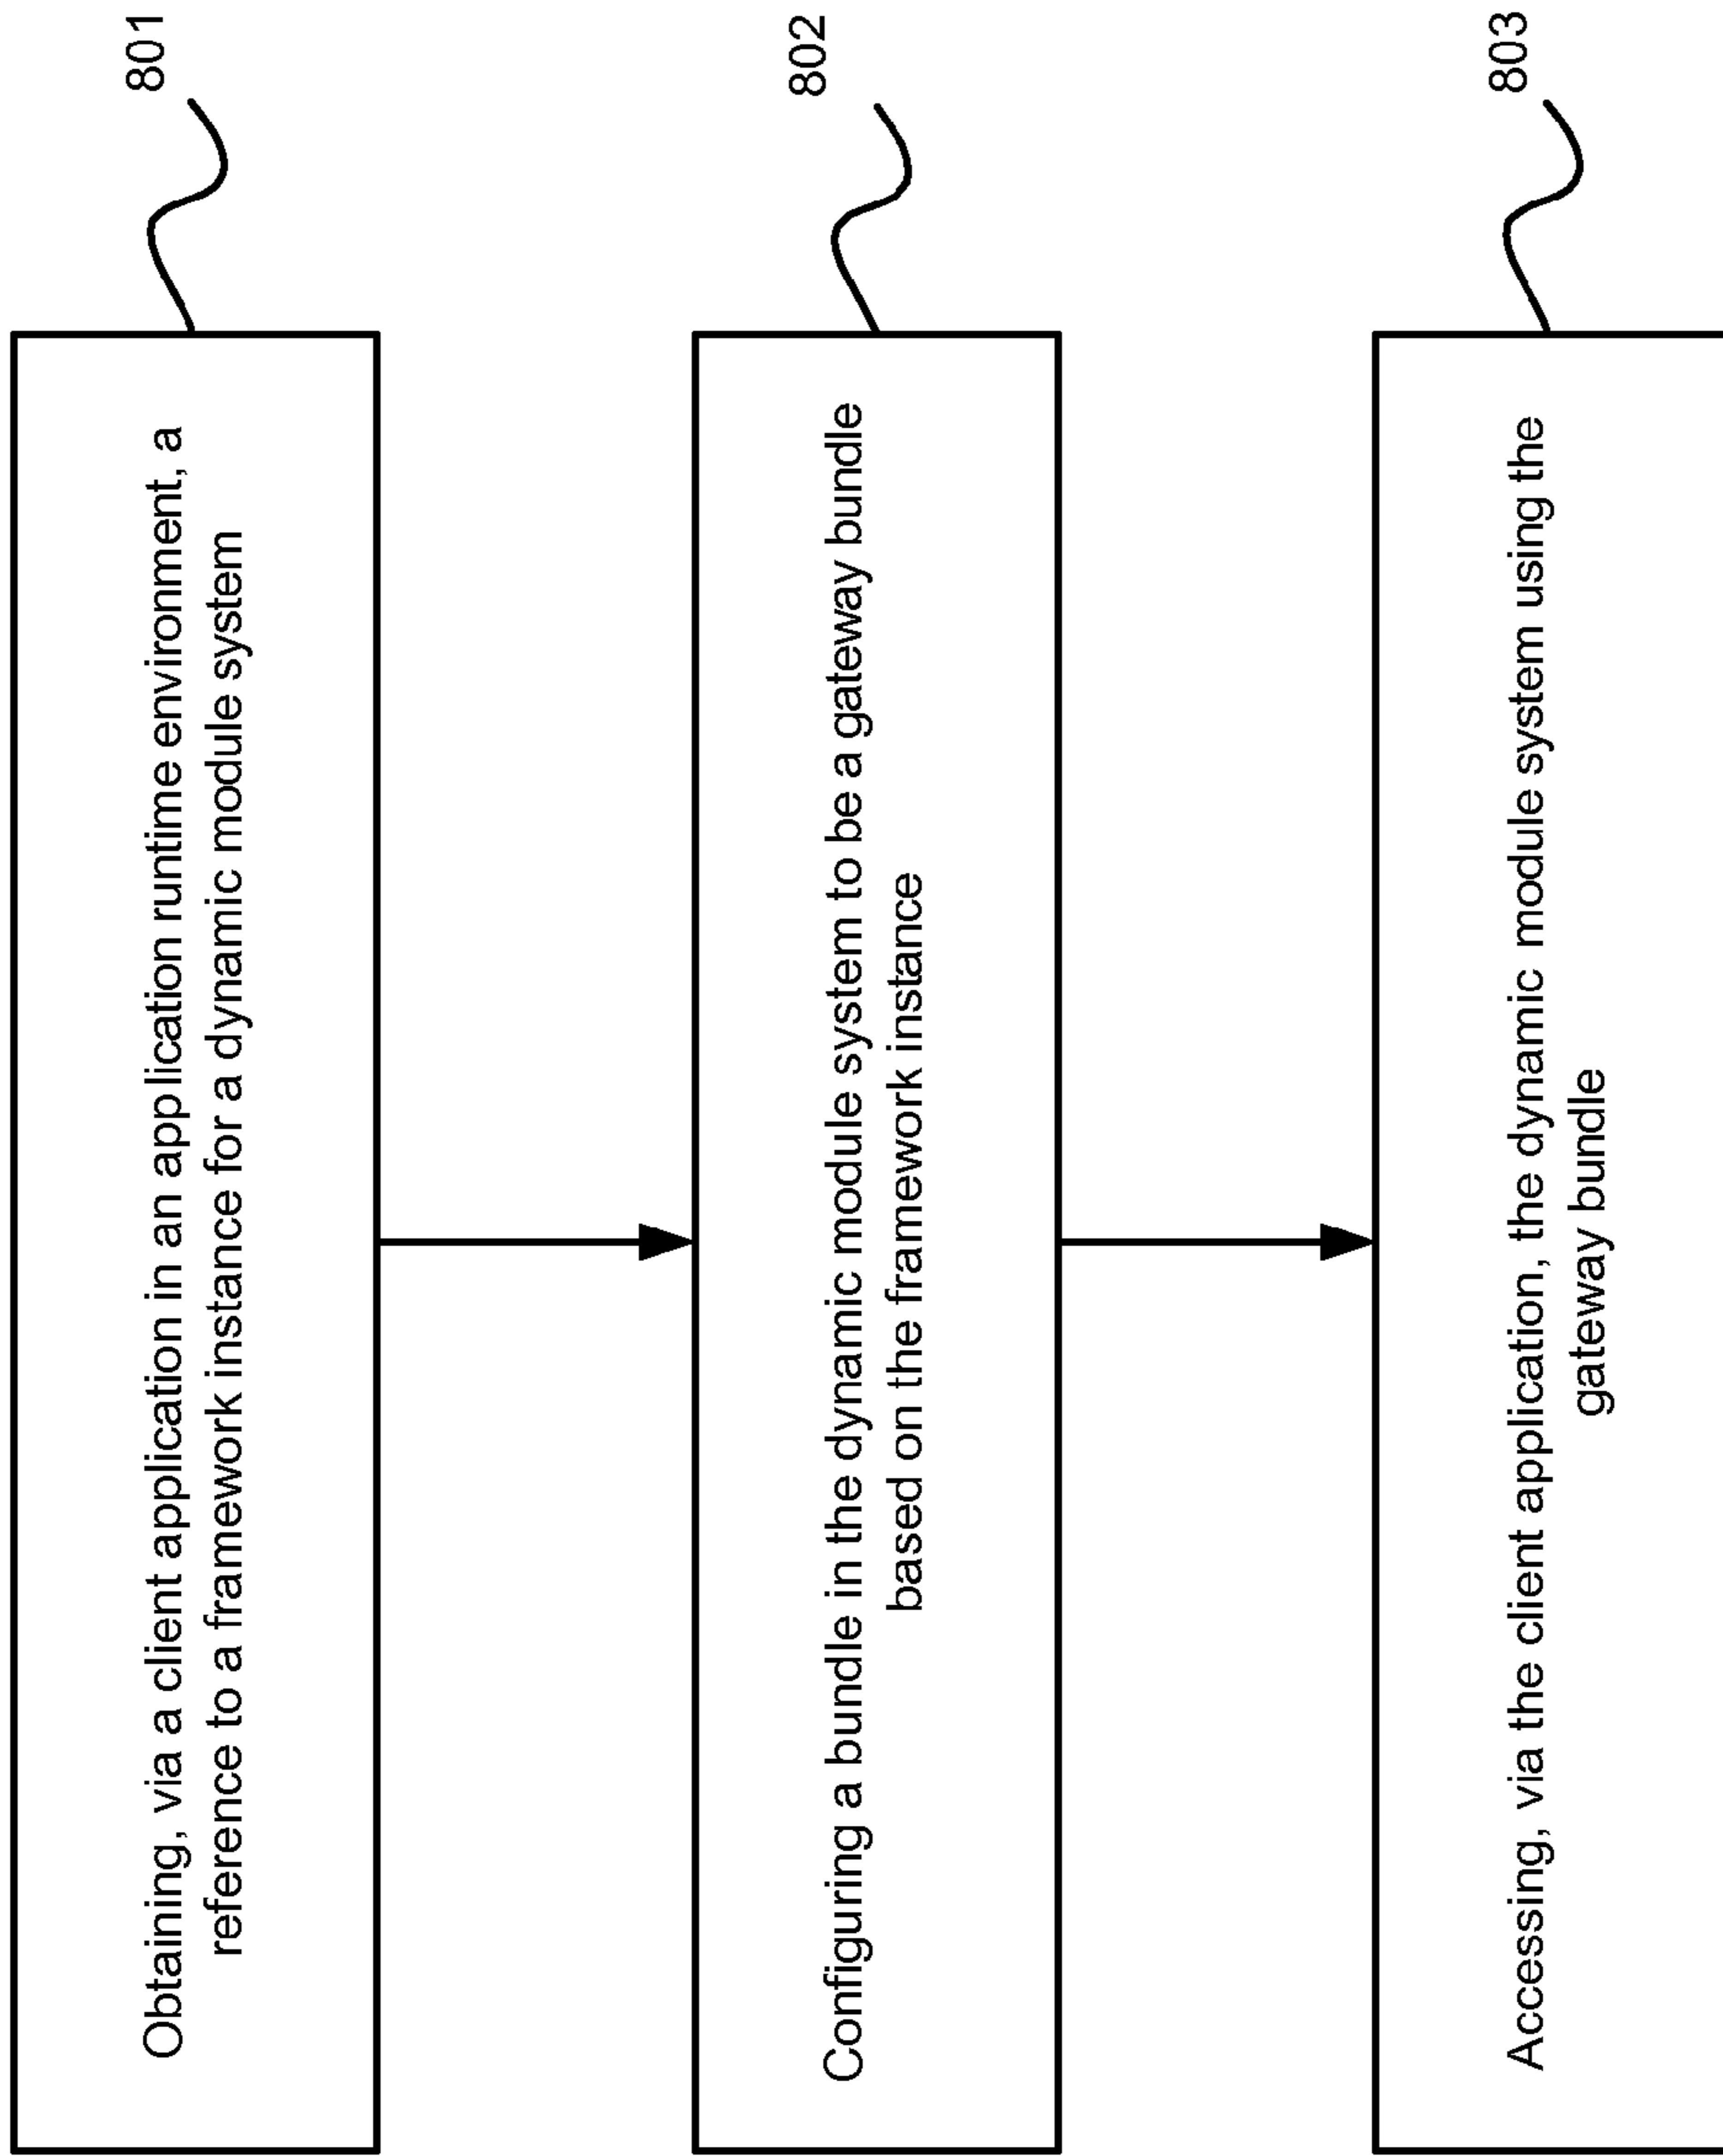 Obtaining, via a client application in an application runtime environment, a
reference to a framework instance for a dynamic module system
801
Configuring a bundle in the dynamic module system to be a gateway bundle
based on the framework instance
802
Accessing, via the client application, the dynamic module system using the
gateway bundle
803